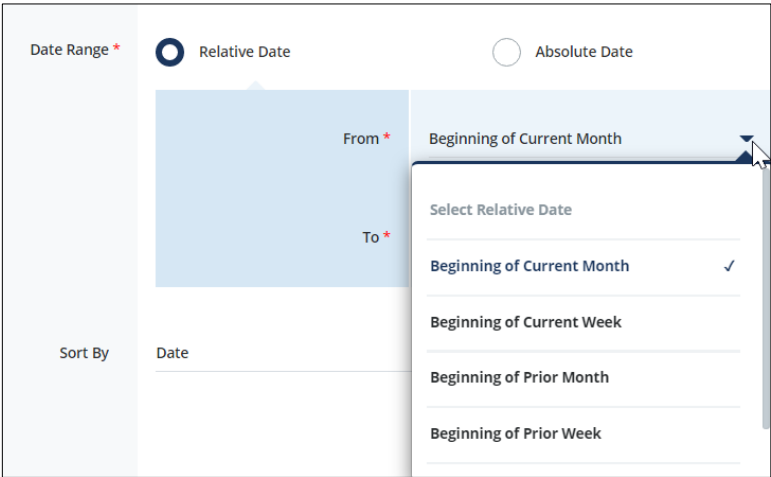 Date Range *
Relative Date
Absolute Date
From *
Beginning of Current Month
To *
Select Relative Date
Beginning of Current Month
Beginning of Current Week
Beginning of Prior Month
Beginning of Prior Week
Sort By
Date